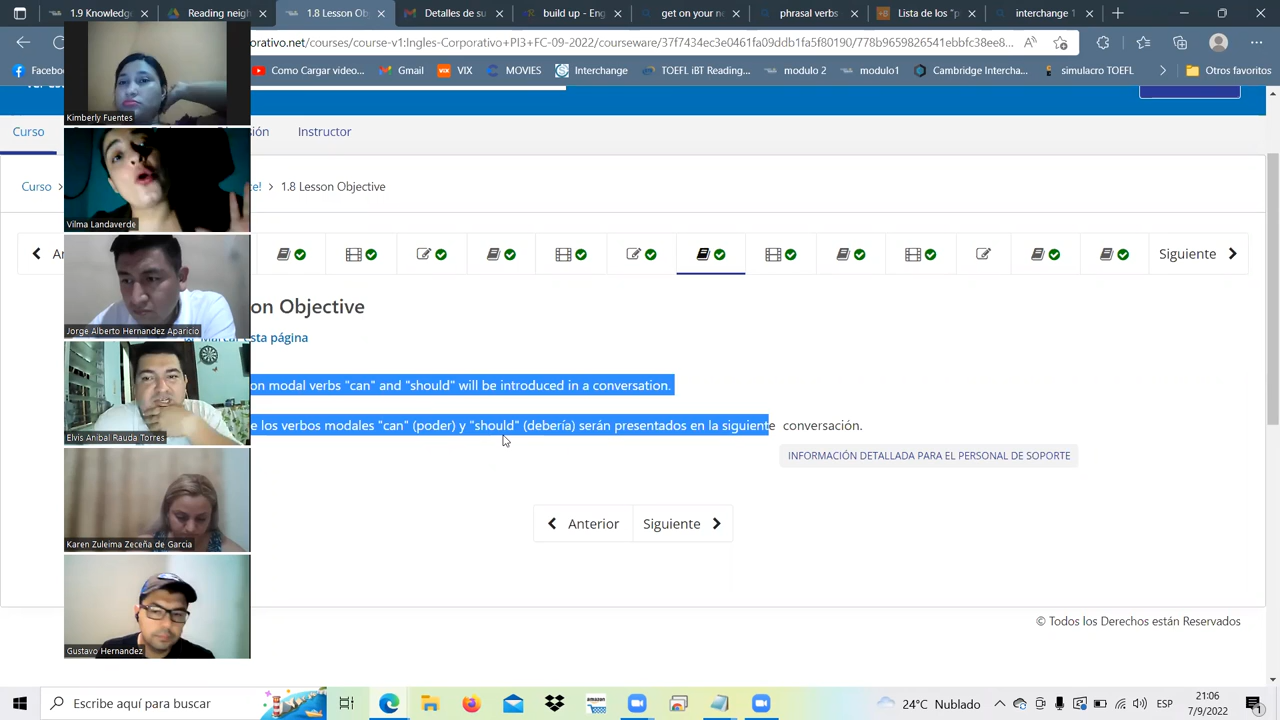 1.9 Knowledg
1.7 Reading Neigh
build up - Eng
get on your ne
phrasal verbs
Lista de los "p
interchange 1
orativo.net/courses/course-v1:Ingles-Corporativo+PI3+FC-09-2022/courseware/37f7434ec3e0461fa09ddb1fa5f80190/778b9659826541ebbfc38ee8...
Facebo
Como Cargar video...
Gmail
VIX
MOVIES
Interchange
TOEFL iBT Reading...
modulo 2
modulo1
Cambridge Intercha...
simulacro TOEFL
Otros favoritos
Curso
Instructor
Curso
1.8 Lesson Objective
Siguiente
on Objective
Marcar esta página
on modal verbs "can" and "should" will be introduced in a conversation.
e los verbos modales "can" (poder) y "should" (debería) serán presentados en la siguiente conversación.
INFORMACIÓN DETALLADA PARA EL PERSONAL DE SOPORTE
Anterior
Siguiente
© Todos los Derechos están Reservados
Kimberly Fuentes
Vilma Landaverde
Jorge Alberto Hernandez Aparicio
Elvis Anibal Rauda Torres
Karen Zuleima Zeceña de Garcia
Gustavo Hernandez
Escribe aquí para buscar
24°C Nublado
ESP
21:06
7/9/2022
1